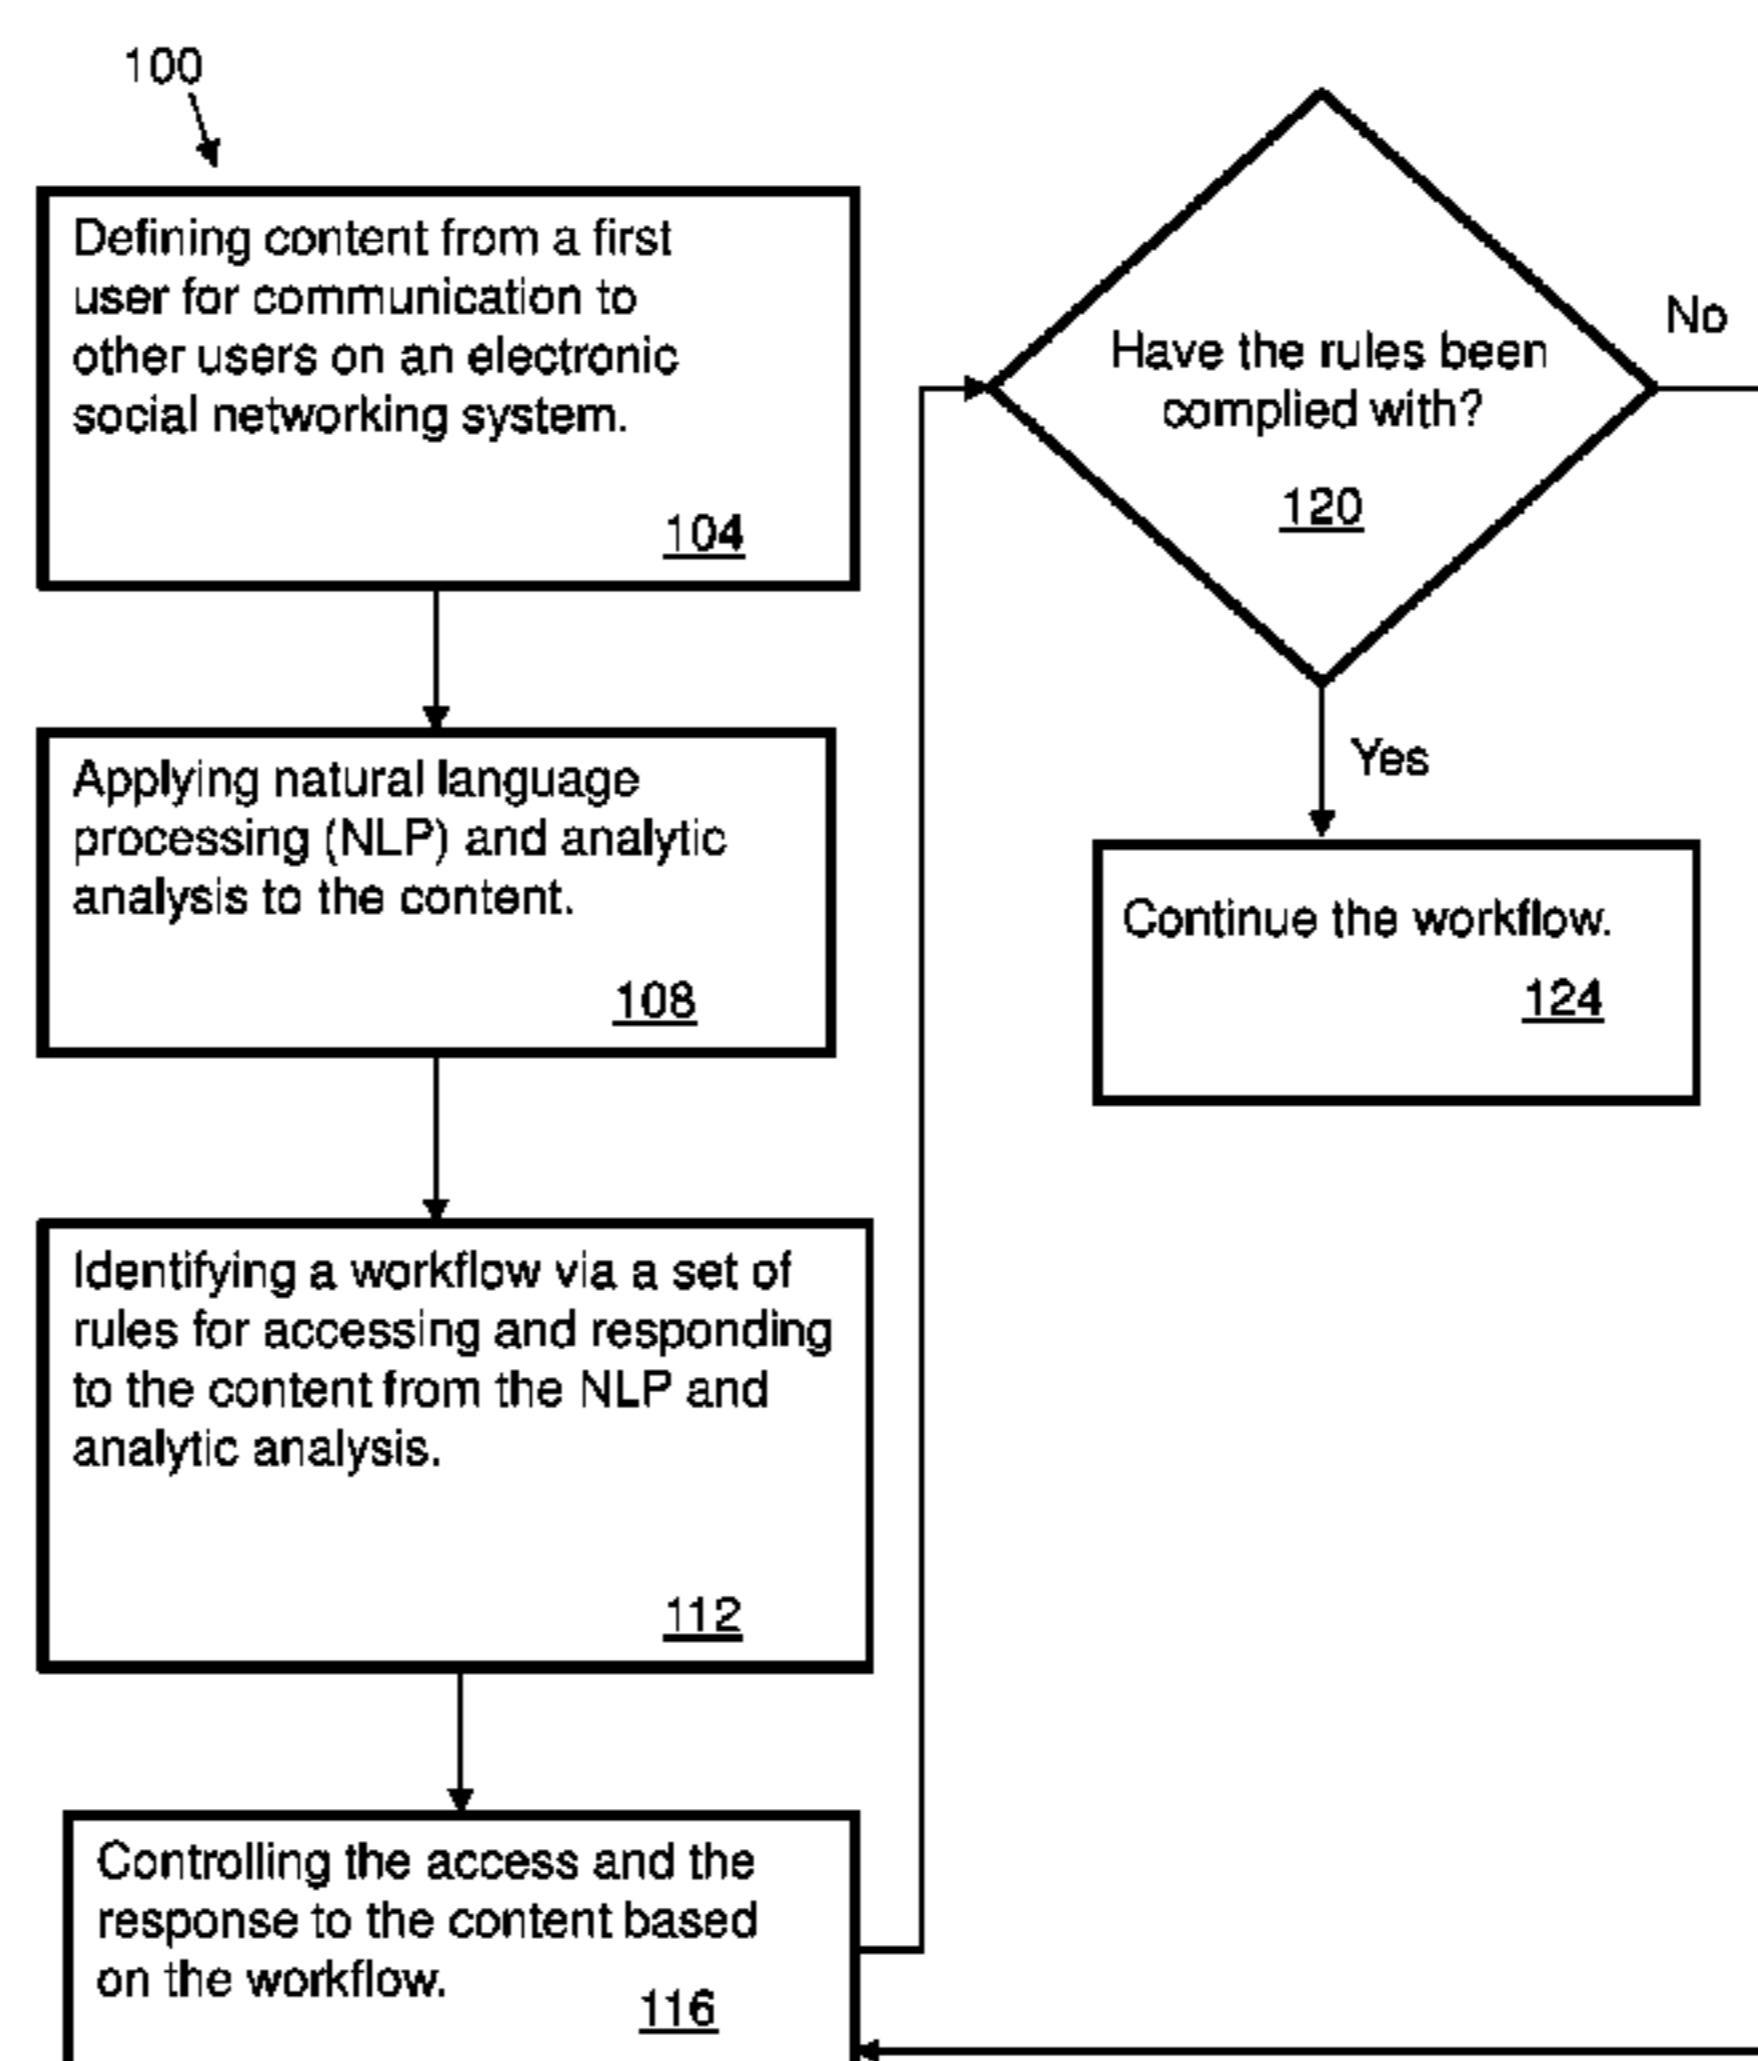 100
Defining content from a first
user for communication to
other users on an electronic
social networking system.
104
Applying natural language
processing (NLP) and analytic
analysis to the content.
108
Identifying a workflow via a set of
rules for accessing and responding
to the content from the NLP and
analytic analysis.
112
Controlling the access and the
response to the content based
on the workflow.
116
Have the rules been
complied with?
120
No
Yes
Continue the workflow.
124